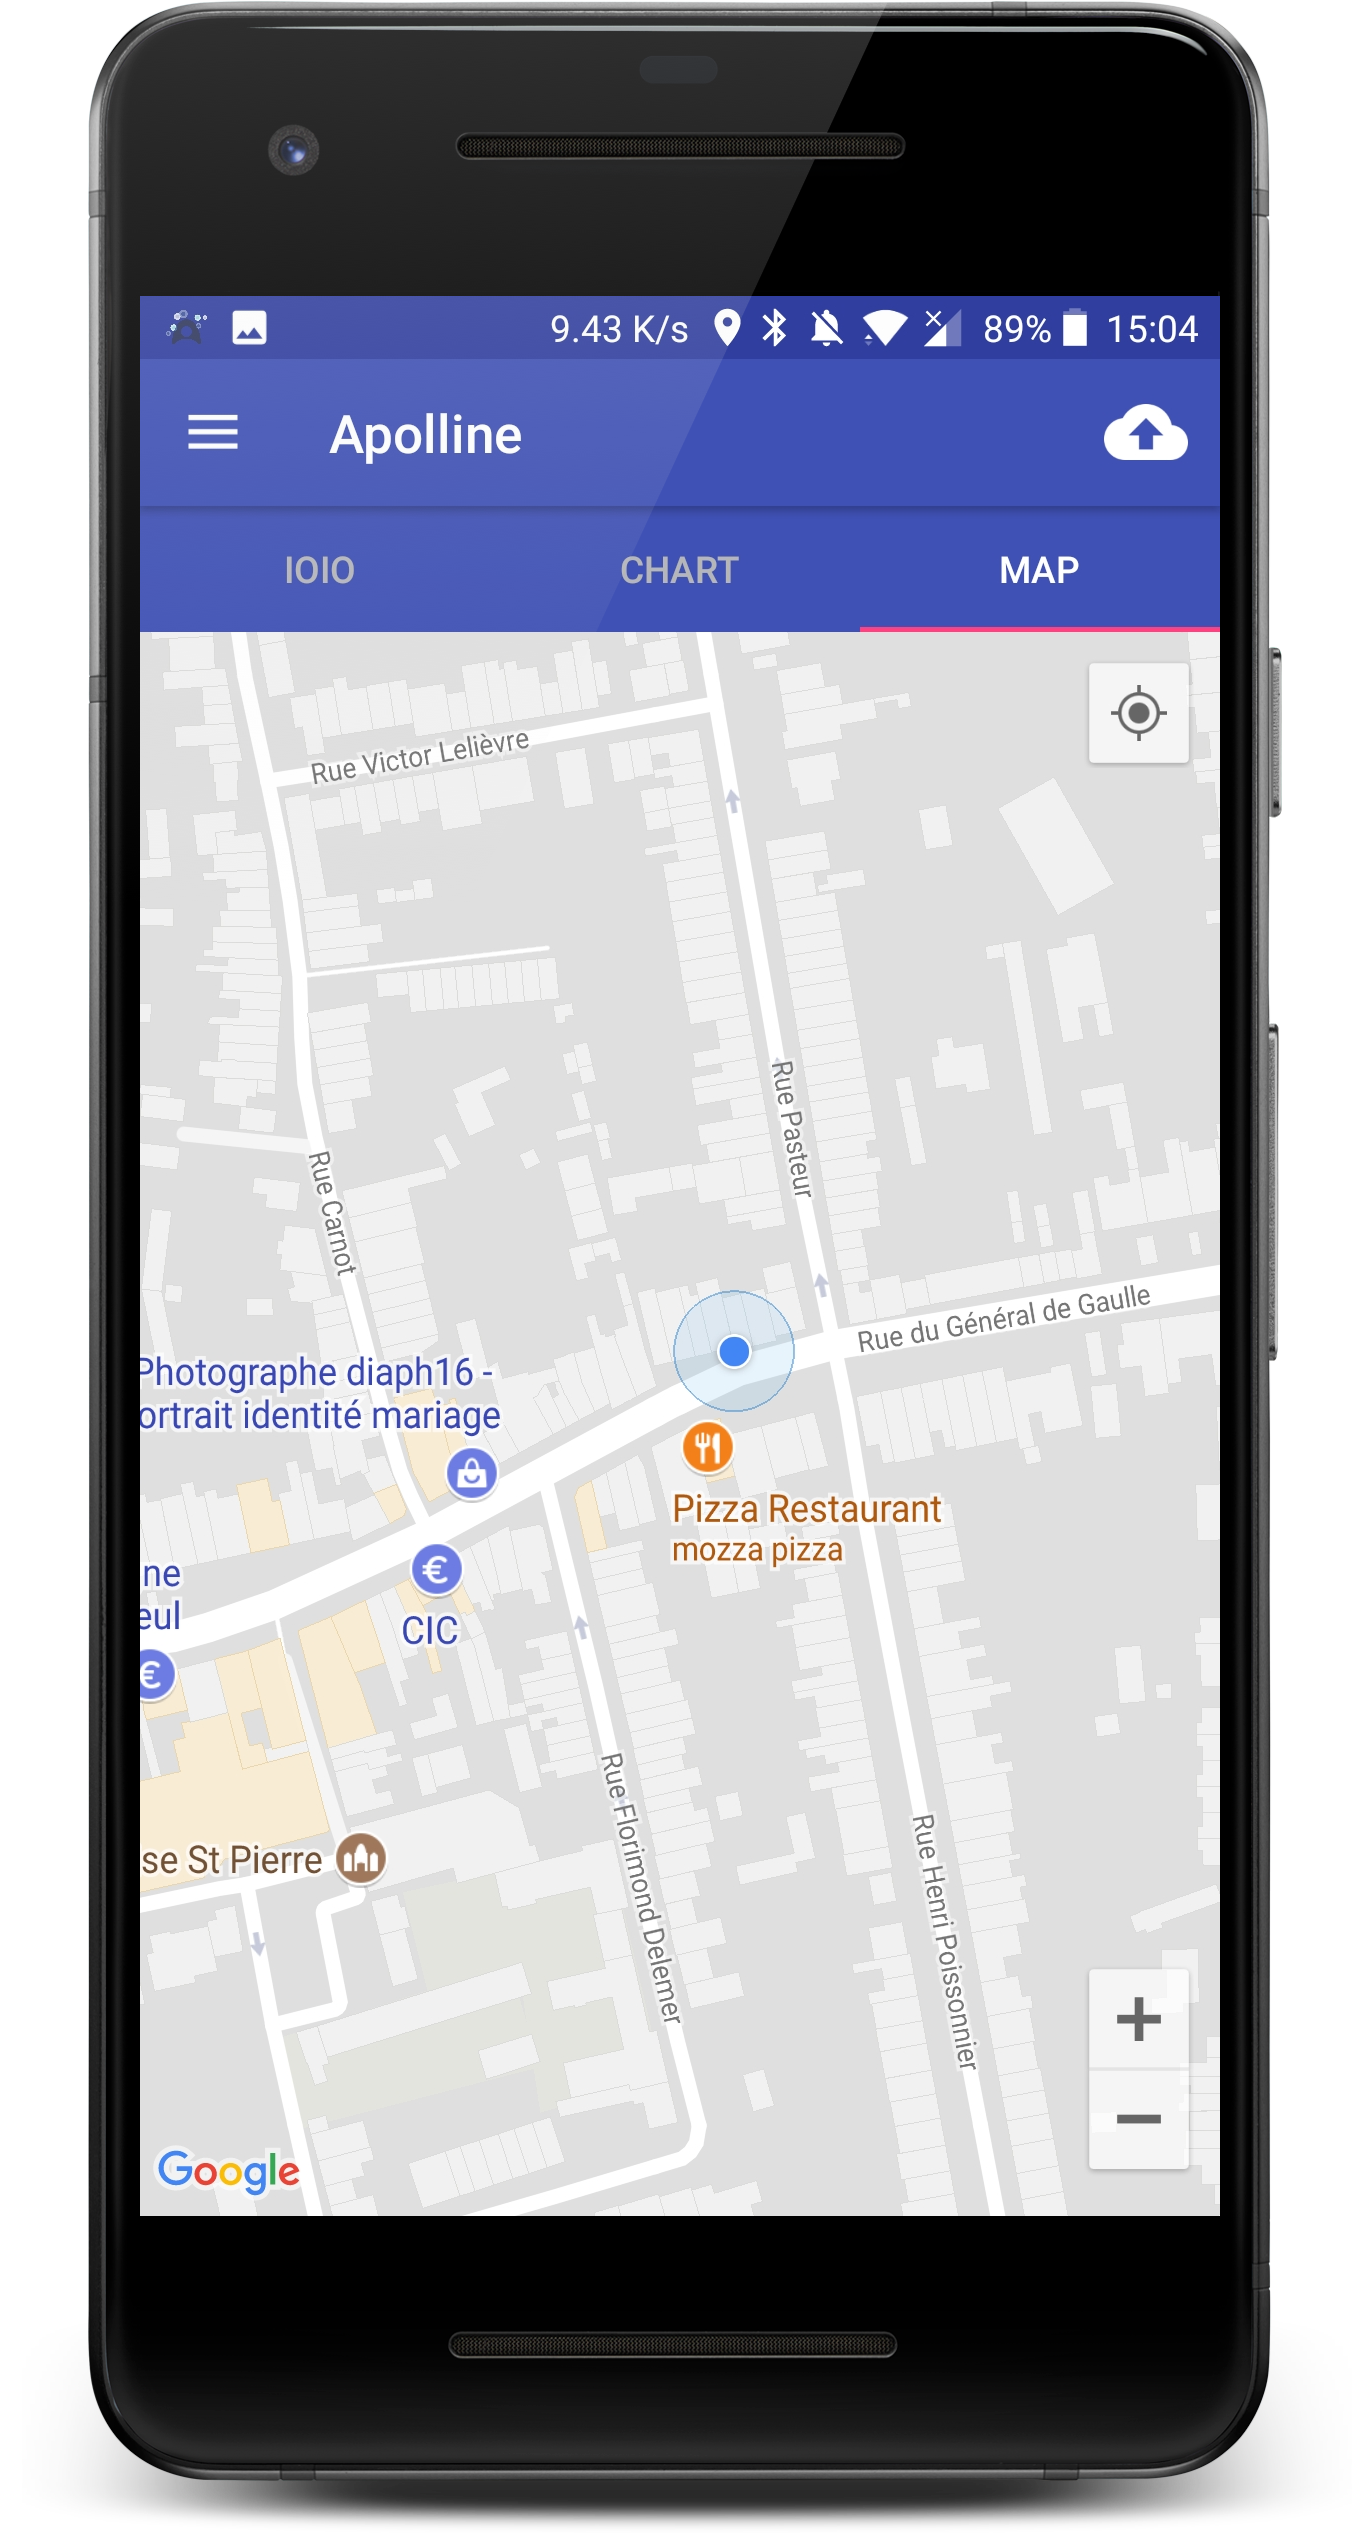 9.43 K/s 89% 15:04
Apolline
IOIO CHART MAP
Rue Victor Lelièvre
Rue Pasteur
Rue Carnot
Rue du Général de Gaulle
Photographe diaph16 -
ortrait identité mariage
Pizza Restaurant
mozza pizza
ne
eul
€
CIC
€
Rue Florimond Delemer
Rue Henri Poissonnier
se St Pierre
Google